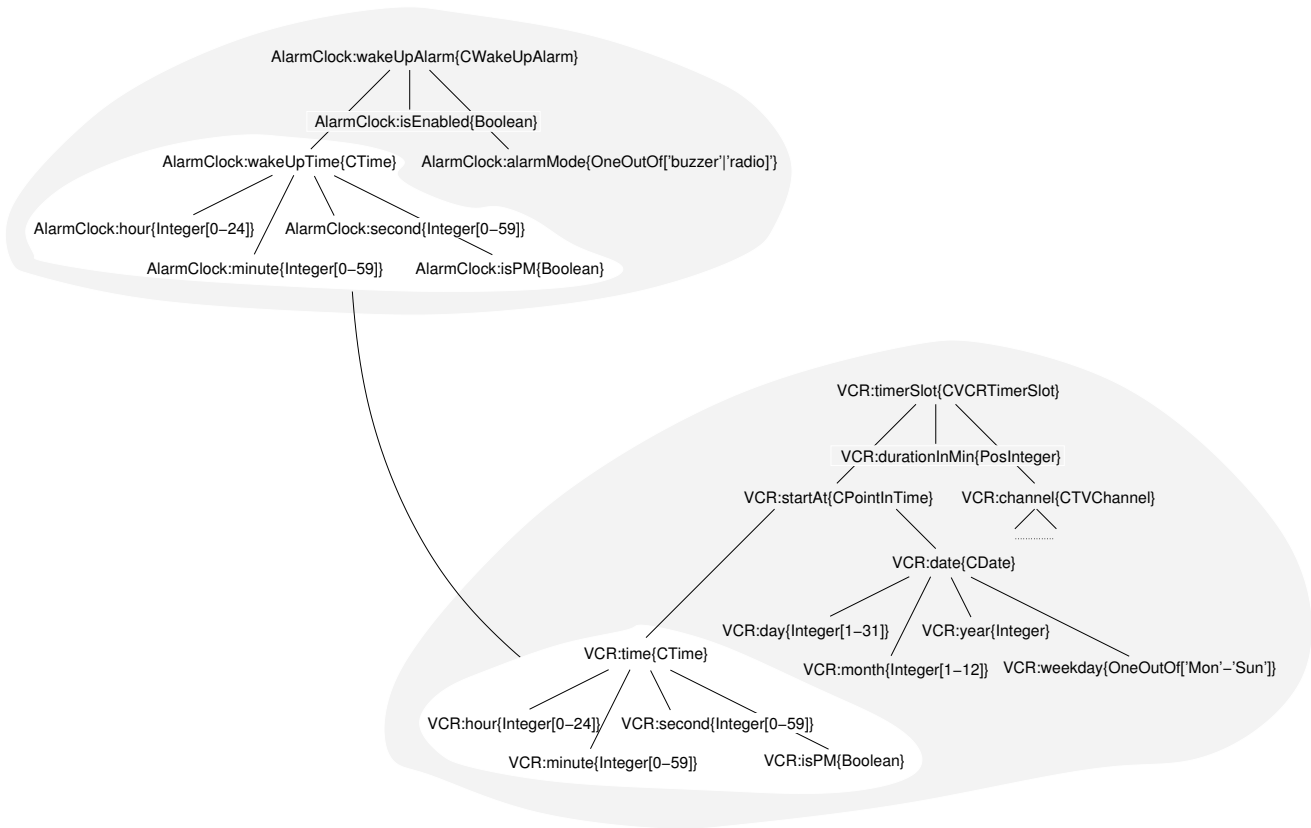 AlarmClock:wakeUpAlarm{CWakeUpAlarm}
AlarmClock:isEnabled{Boolean}
AlarmClock:wakeUpTime{CTime}
AlarmClock:alarmMode{OneOutOf['buzzer'|'radio]'}
AlarmClock:hour{Integer[0−24]}
AlarmClock:second{Integer[0−59]}
AlarmClock:minute{Integer[0−59]}
AlarmClock:isPM{Boolean}
VCR:timerSlot{CVCRTimerSlot}
VCR:durationInMin{PosInteger}
VCR:startAt{CPointInTime}
VCR:channel{CTVChannel}
VCR:date{CDate}
VCR:day{Integer[1−31]}
VCR:year{Integer}
VCR:month{Integer[1−12]}
VCR:weekday{OneOutOf['Mon'−'Sun']}
VCR:time{CTime}
VCR:hour{Integer[0−24]}
VCR:second{Integer[0−59]}
VCR:minute{Integer[0−59]}
VCR:isPM{Boolean}